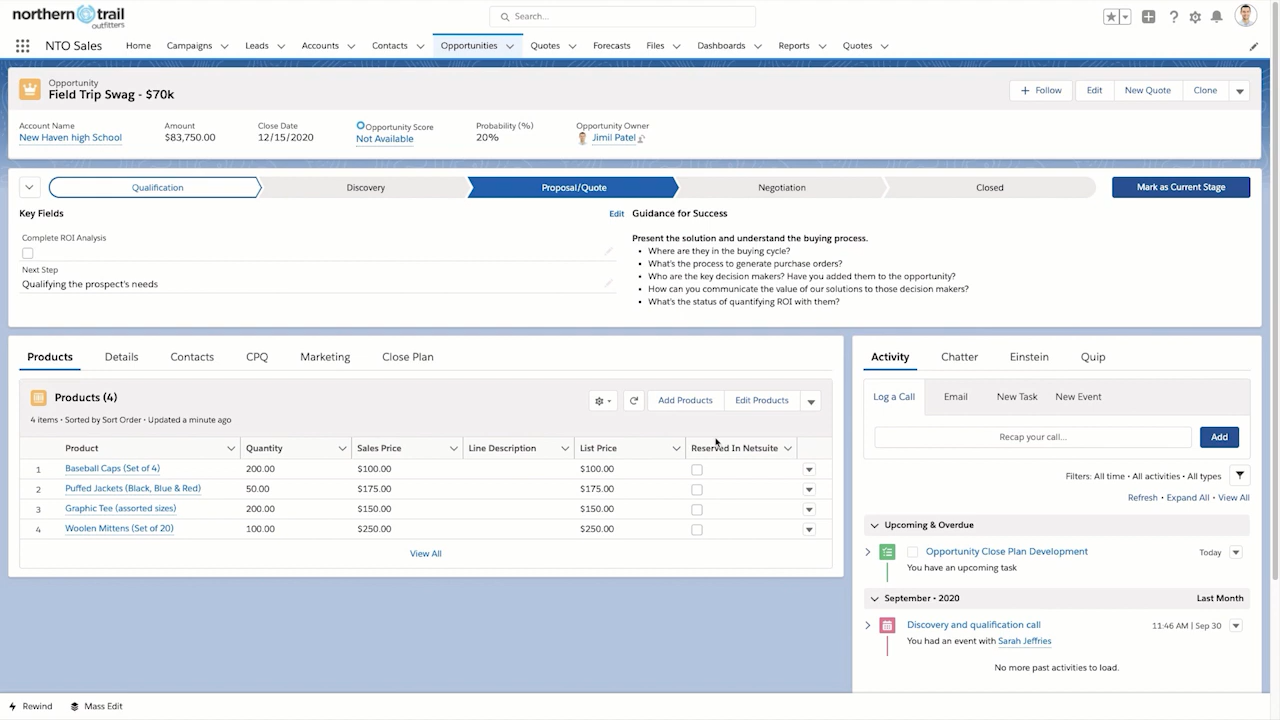 northern trail
outfitters
Search...
NTO Sales Home Campaigns Leads Accounts Contacts Opportunities Quotes Forecasts Files Dashboards Reports Quotes
Opportunity
Field Trip Swag - $70k
Follow Edit New Quote Clone
Account Name Amount Close Date Opportunity Score Probability (%) Opportunity Owner
New Haven high School $83,750.00 12/15/2020 Not Available 20% Jimil Patel
Qualification Discovery Proposal/Quote Negotiation Closed Mark as Current Stage
Key Fields Edit Guidance for Success
Complete ROI Analysis
Next Step
Qualifying the prospect's needs
Present the solution and understand the buying process.
• Where are they in the buying cycle?
• What's the process to generate purchase orders?
• Who are the key decision makers? Have you added them to the opportunity?
• How can you communicate the value of our solutions to those decision makers?
• What's the status of quantifying ROI with them?
Products Details Contacts CPQ Marketing Close Plan
Products (4)
Add Products Edit Products
4 items • Sorted by Sort Order • Updated a minute ago
Product Quantity Sales Price Line Description List Price Reserved In Netsuite
1 Baseball Caps (Set of 4) 200.00 $100.00 $100.00
2 Puffed Jackets (Black, Blue & Red) 50.00 $175.00 $175.00
3 Graphic Tee (assorted sizes) 200.00 $150.00 $150.00
4 Woolen Mittens (Set of 20) 100.00 $250.00 $250.00
View All
Activity Chatter Einstein Quip
Log a Call Email New Task New Event
Recap your call... Add
Filters: All time • All activities • All types
Refresh • Expand All • View All
Upcoming & Overdue
Opportunity Close Plan Development Today
You have an upcoming task
September • 2020 Last Month
Discovery and qualification call 11:46 AM | Sep 30
You had an event with Sarah Jeffries
No more past activities to load.
Rewind Mass Edit